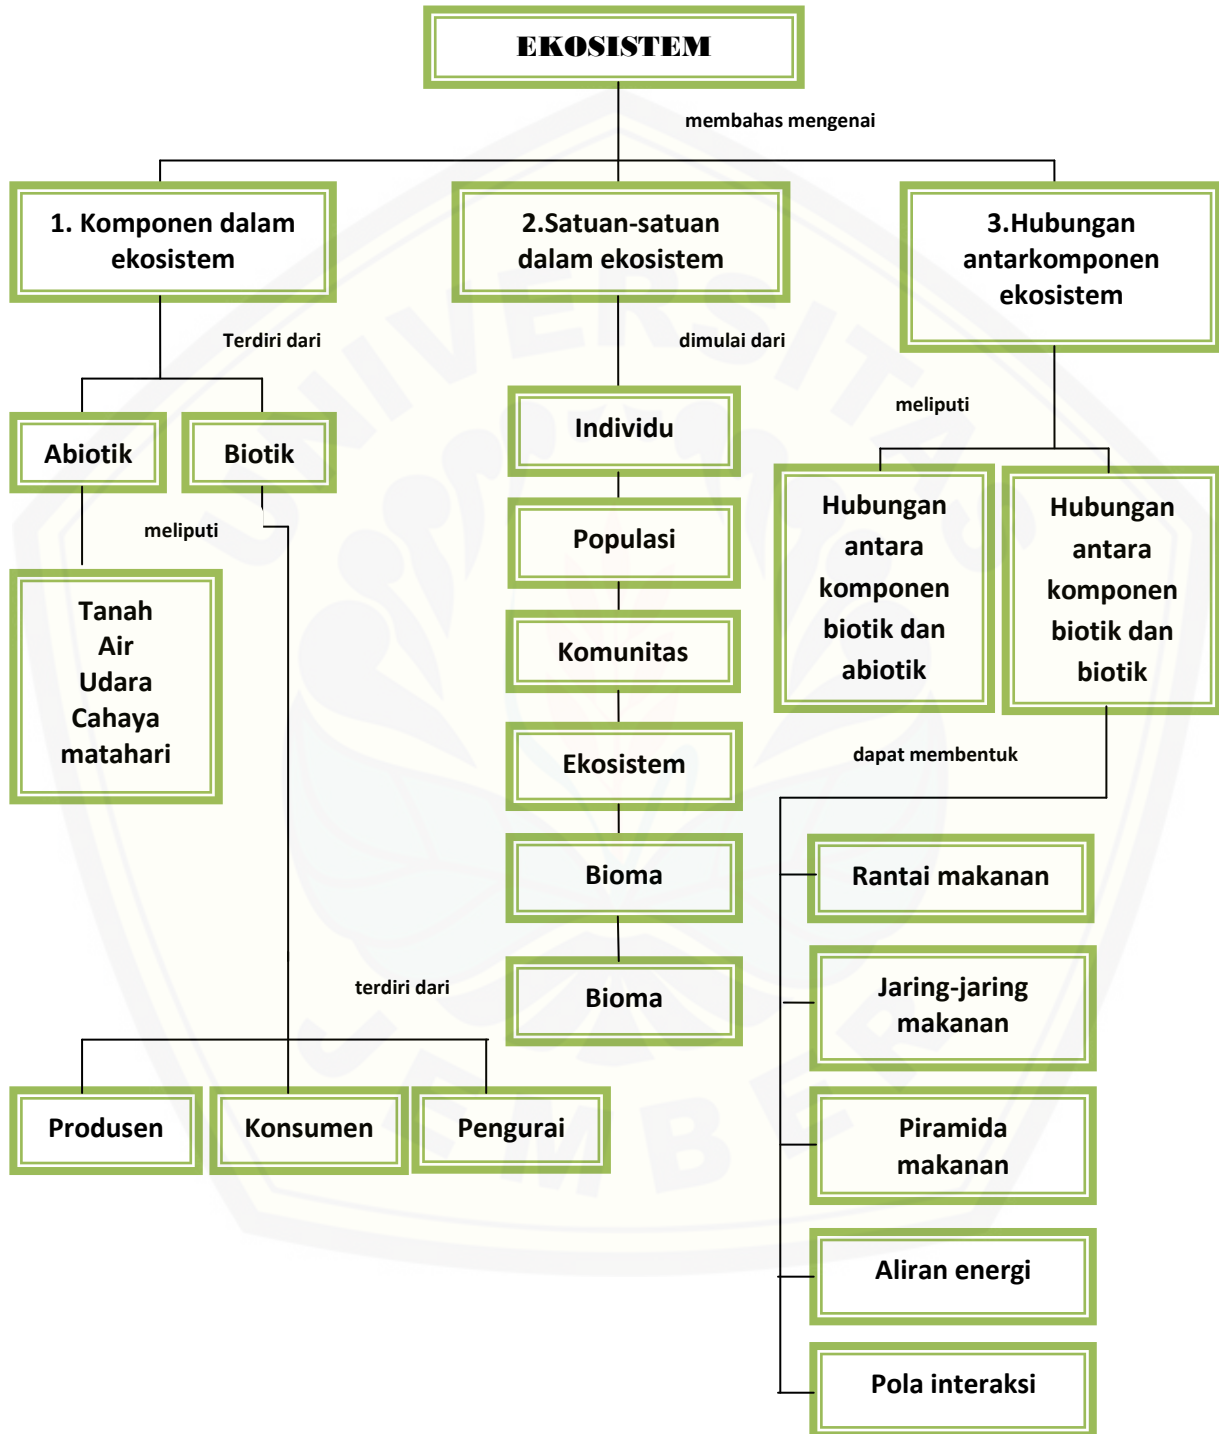 EKOSISTEM
membahas mengenai
1. Komponen dalam
ekosistem
2.Satuan-satuan
dalam ekosistem
3.Hubungan
antarkomponen
ekosistem
Terdiri dari
dimulai dari
meliputi
Abiotik
Biotik
meliputi
Tanah
Air
Udara
Cahaya
matahari
terdiri dari
Produsen
Konsumen
Pengurai
Individu
Populasi
Komunitas
Ekosistem
Bioma
Bioma
Hubungan
antara
komponen
biotik dan
abiotik
Hubungan
antara
komponen
biotik dan
biotik
dapat membentuk
Rantai makanan
Jaring-jaring
makanan
Piramida
makanan
Aliran energi
Pola interaksi
UNIVERSITAS
JEMBER